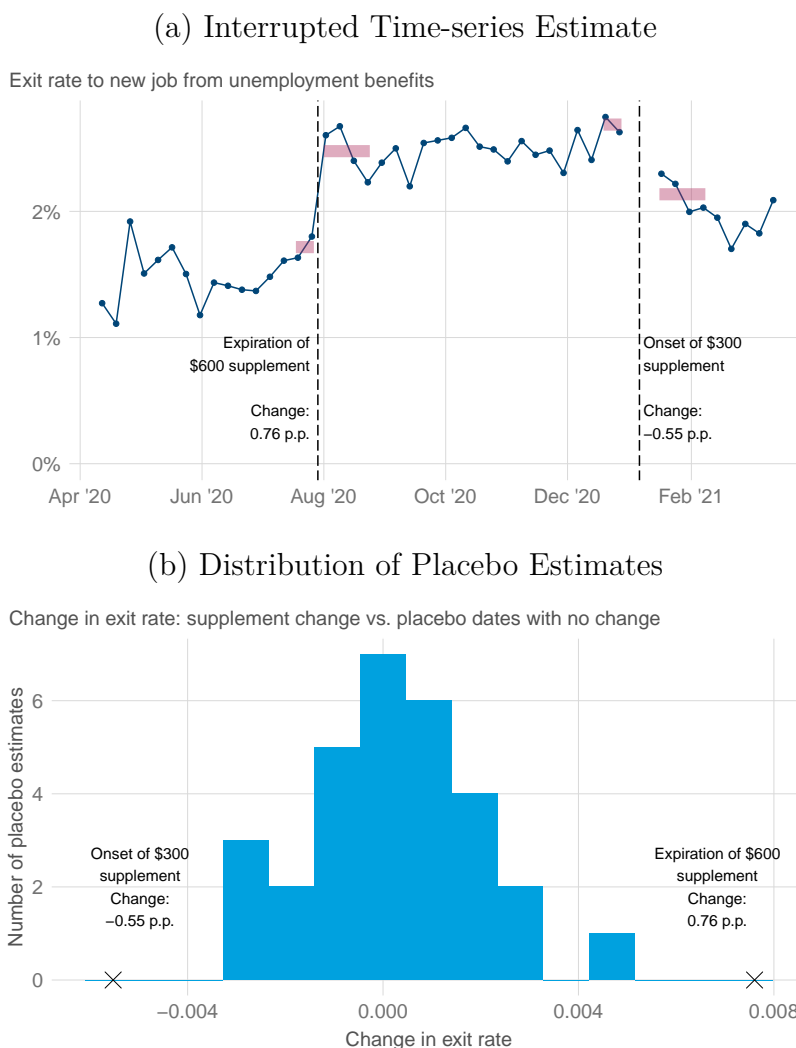 (a) Interrupted Time-series Estimate
Exit rate to new job from unemployment benefits
2%
1%
0%
Expiration of
$600 supplement
Change:
0.76 p.p.
Onset of $300
supplement
Change:
−0.55 p.p.
Apr '20
Jun '20
Aug '20
Oct '20
Dec '20
Feb '21
(b) Distribution of Placebo Estimates
Change in exit rate: supplement change vs. placebo dates with no change
Number of placebo estimates
6
4
2
0
Onset of $300
supplement
Change:
−0.55 p.p.
Expiration of $600
supplement
Change:
0.76 p.p.
−0.004
0.000
0.004
0.008
Change in exit rate